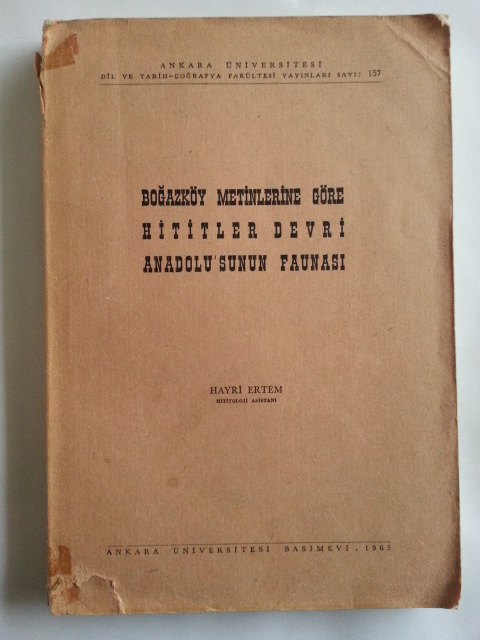 ANKARA ÜNİVERSİTESİ
DİL VE TARİH-COĞRAFYA FAKÜLTESİ YAYINLARI SAYI: 157
BOĞAZKÖY METİNLERİNE GÖRE
HİTİTLER DEVRİ
ANADOLU'SUNUN FAUNASI
HAYRİ ERTEM
HİTİTOLOJİ ASİSTANI
ANKARA ÜNİVERSİTESİ BASIMEVİ . 1965